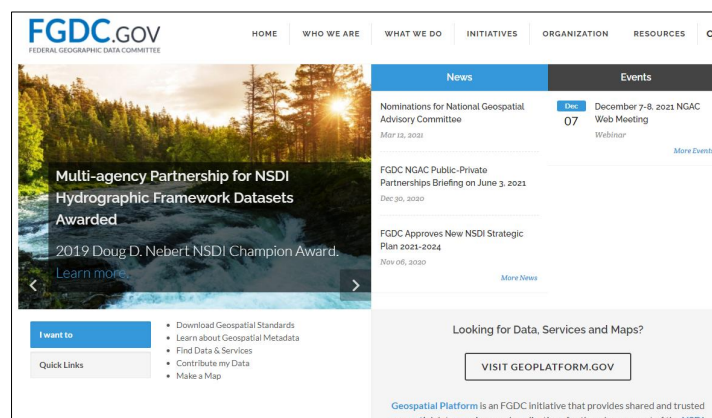 FGDC.GOV
FEDERAL GEOGRAPHIC DATA COMMITTEE
HOME
WHO WE ARE
WHAT WE DO
INITIATIVES
ORGANIZATION
RESOURCES
Multi-agency Partnership for NSDI
Hydrographic Framework Datasets
Awarded
2019 Doug D. Nebert NSDI Champion Award.
Learn more.
News
Nominations for National Geospatial
Advisory Committee
Mar 12, 2021
FGDC NGAC Public-Private
Partnerships Briefing on June 3, 2021
Dec 30, 2020
FGDC Approves New NSDI Strategic
Plan 2021-2024
Nov 06, 2020
More News
Events
Dec
07
December 7-8, 2021 NGAC
Web Meeting
Webinar
More Events
I want to
Quick Links
Download Geospatial Standards
Learn about Geospatial Metadata
Find Data & Services
Contribute my Data
Make a Map
Looking for Data, Services and Maps?
VISIT GEOPLATFORM.GOV
Geospatial Platform is an FGDC initiative that provides shared and trusted